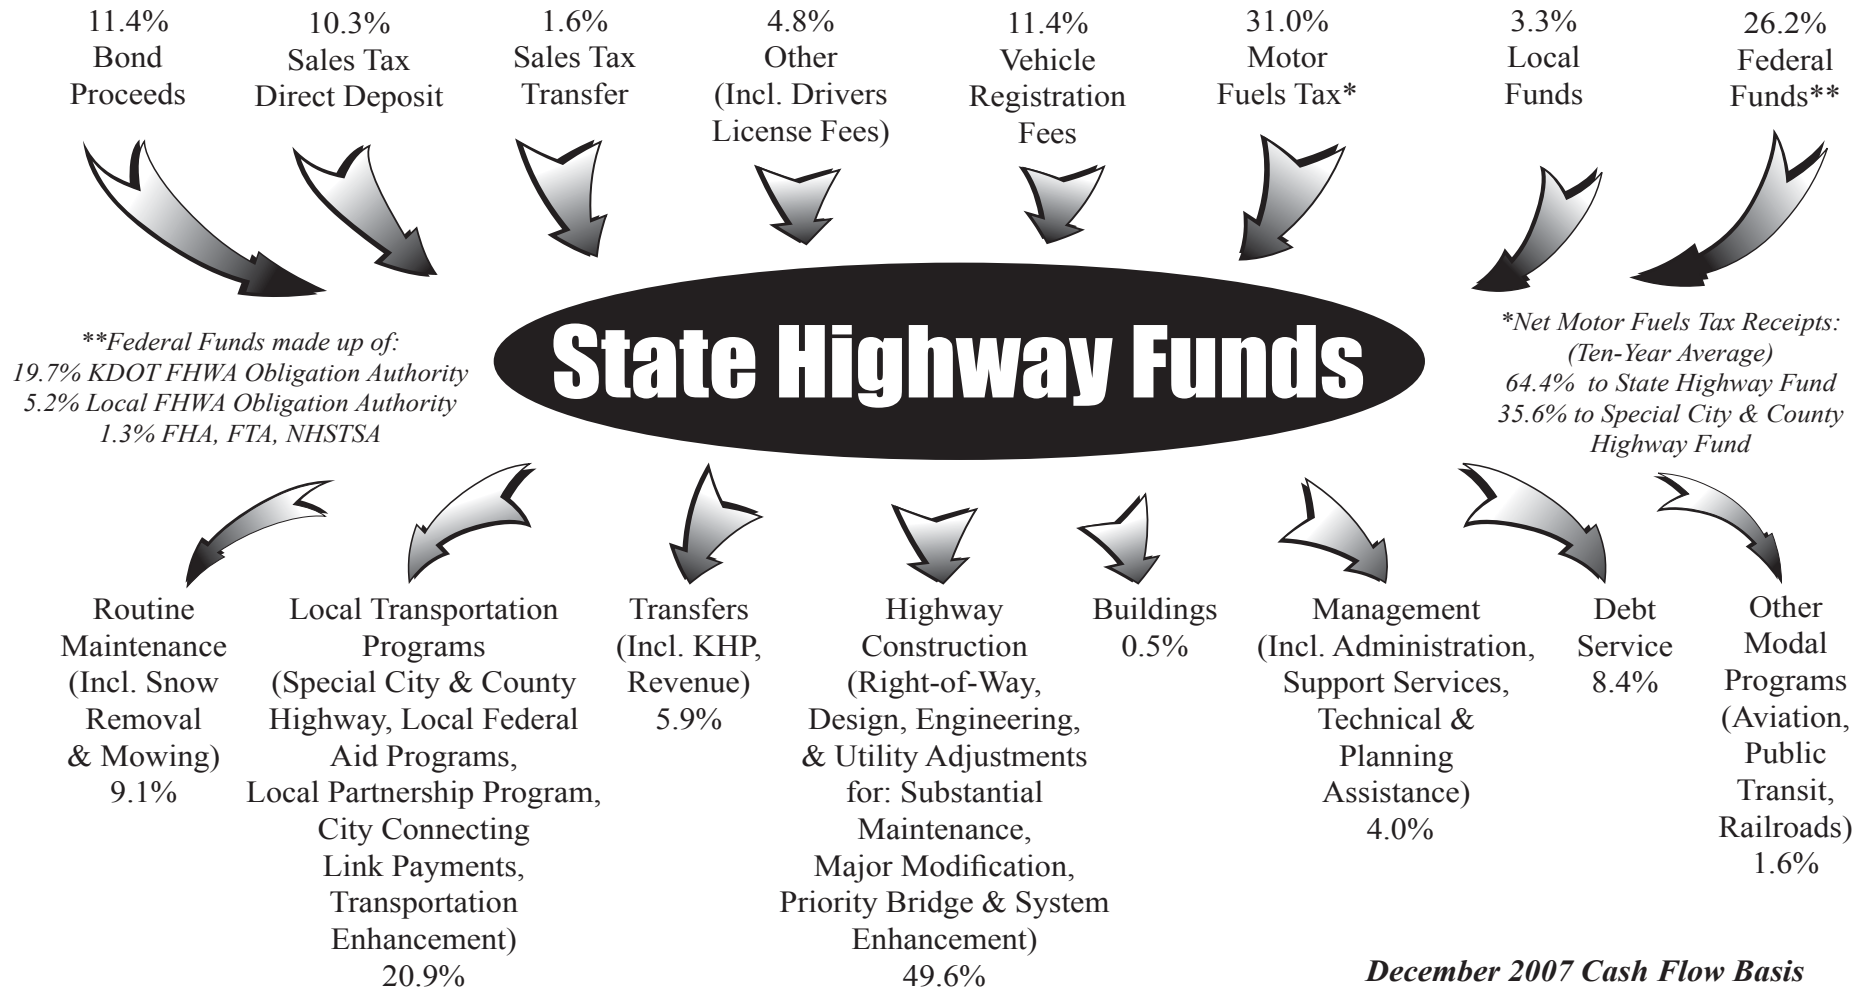 11.4%
Bond
Proceeds
10.3%
Sales Tax
Direct Deposit
1.6%
Sales Tax
Transfer
4.8%
Other
(Incl. Drivers
License Fees)
11.4%
Vehicle
Registration
Fees
31.0%
Motor
Fuels Tax*
3.3%
Local
Funds
26.2%
Federal
Funds**
**Federal Funds made up of:
19.7% KDOT FHWA Obligation Authority
5.2% Local FHWA Obligation Authority
1.3% FHA, FTA, NHSTSA
State Highway Funds
*Net Motor Fuels Tax Receipts:
(Ten-Year Average)
64.4% to State Highway Fund
35.6% to Special City & County
Highway Fund
Routine
Maintenance
(Incl. Snow
Removal
& Mowing)
9.1%
Local Transportation
Programs
(Special City & County
Highway, Local Federal
Aid Programs,
Local Partnership Program,
City Connecting
Link Payments,
Transportation
Enhancement)
20.9%
Transfers
(Incl. KHP,
Revenue)
5.9%
Highway
Construction
(Right-of-Way,
Design, Engineering,
& Utility Adjustments
for: Substantial
Maintenance,
Major Modification,
Priority Bridge & System
Enhancement)
49.6%
Buildings
0.5%
Management
(Incl. Administration,
Support Services,
Technical &
Planning
Assistance)
4.0%
Debt
Service
8.4%
Other
Modal
Programs
(Aviation,
Public
Transit,
Railroads)
1.6%
December 2007 Cash Flow Basis